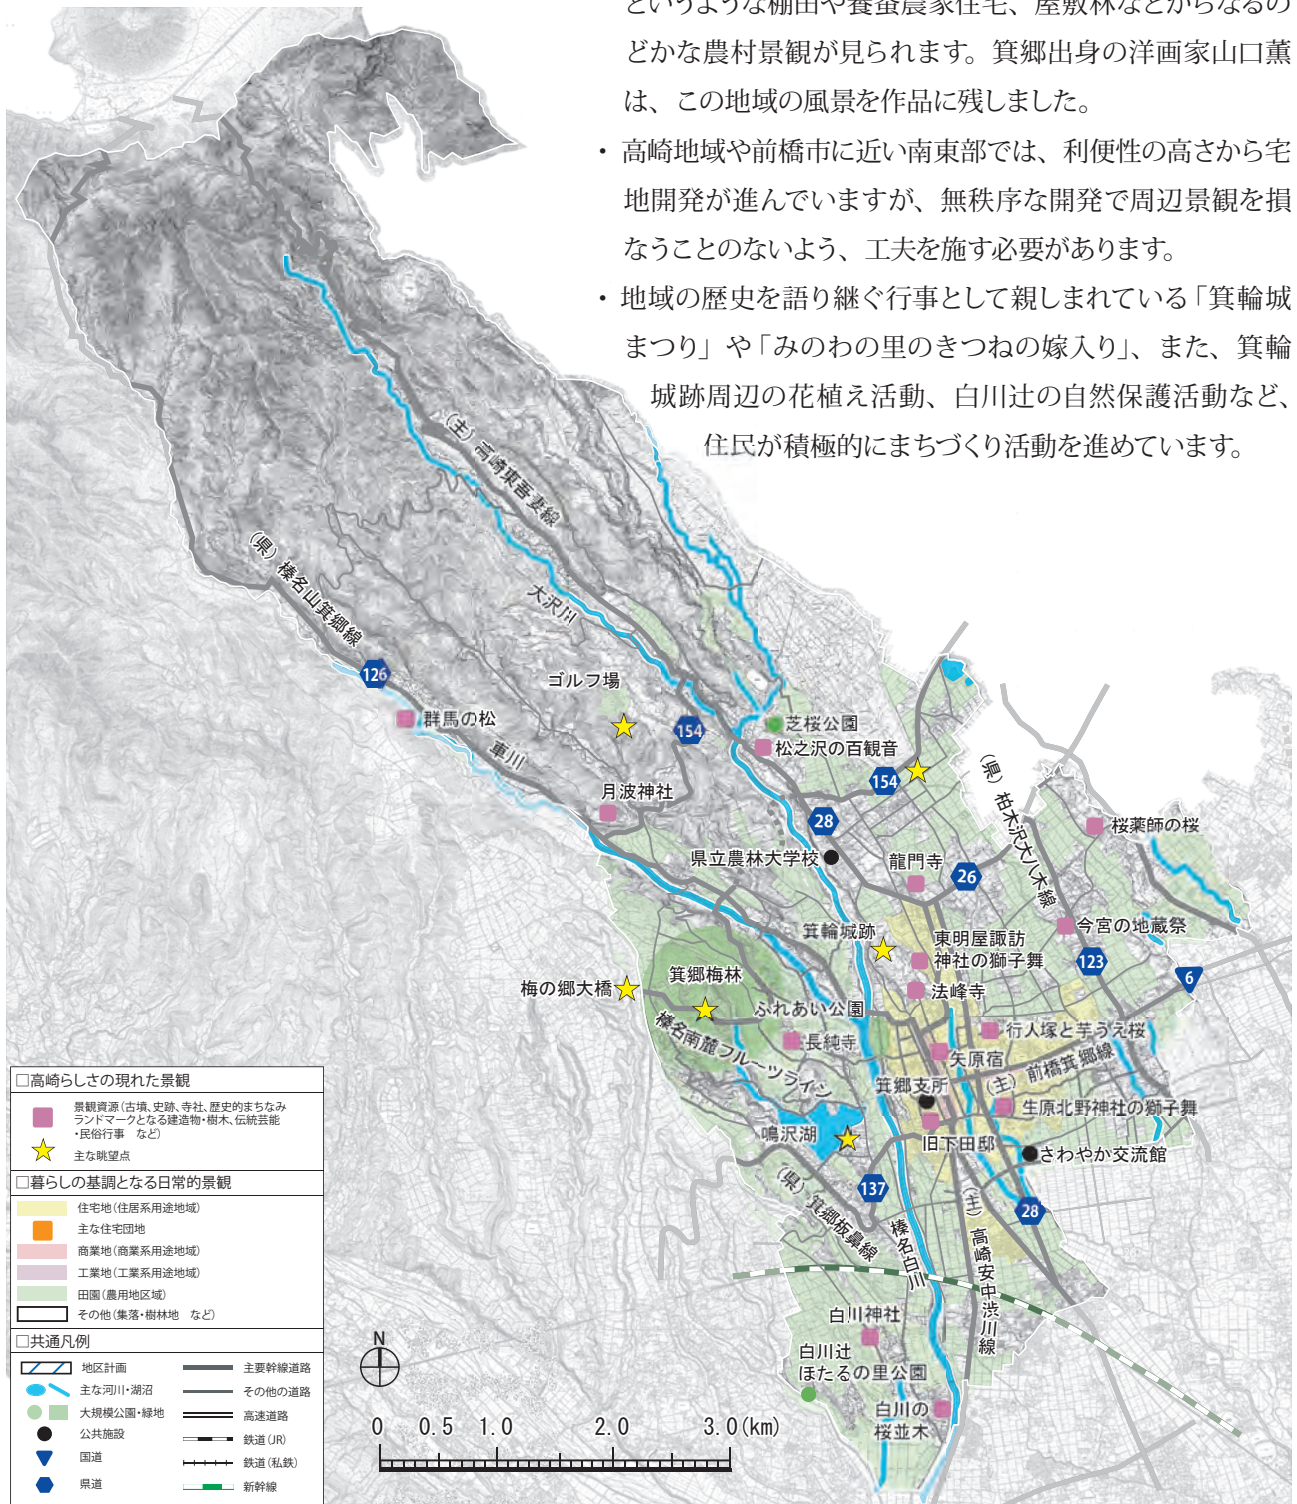 というような棚田や養蚕農家住宅、屋敷林などからなるの
どかな農村景観が見られます。箕郷出身の洋画家山口薫
は、この地域の風景を作品に残しました。
・高崎地域や前橋市に近い南東部では、利便性の高さから宅
地開発が進んでいますが、無秩序な開発で周辺景観を損
なうことのないよう、工夫を施す必要があります。
・地域の歴史を語り継ぐ行事として親しまれている「箕輪城
まつり」や「みのわの里のきつねの嫁入り」、また、箕輪
城跡周辺の花植え活動、白川辻の自然保護活動など、
住民が積極的にまちづくり活動を進めています。
(主)高崎東吾妻線
(県)榛名山箕郷線
大沢川
126
ゴルフ場
群馬の松
154
芝桜公園
松之沢の百観音
車川
154
(県)柏木沢大八木線
月波神社
28
桜薬師の桜
県立農林大学校
龍門寺
26
今宮の地蔵祭
箕輪城跡
東明屋諏訪
神社の獅子舞
123
6
箕郷梅林
梅の郷大橋
法峰寺
ふれあい公園
行人塚と芋うえ桜
榛名南麓フルーツライン
長純寺
矢原宿
(主)前橋箕郷線
箕郷支所
生原北野神社の獅子舞
鳴沢湖
旧下田邸
さわやか交流館
137
(県)箕郷板鼻線
28
榛名白川
(主)高崎安中渋川線
白川神社
白川辻
ほたるの里公園
白川の
桜並木
□高崎らしさの現れた景観
景観資源(古墳、史跡、寺社、歴史的まちなみ
ランドマークとなる建造物・樹木、伝統芸能
・民俗行事 など)
主な眺望点
□暮らしの基調となる日常的景観
住宅地(住居系用途地域)
主な住宅団地
商業地(商業系用途地域)
工業地(工業系用途地域)
田園(農用地区域)
その他(集落・樹林地 など)
□共通凡例
地区計画
主な河川・湖沼
大規模公園・緑地
公共施設
国道
県道
主要幹線道路
その他の道路
高速道路
鉄道(JR)
鉄道(私鉄)
新幹線
N
0 0.5 1.0 2.0 3.0(km)